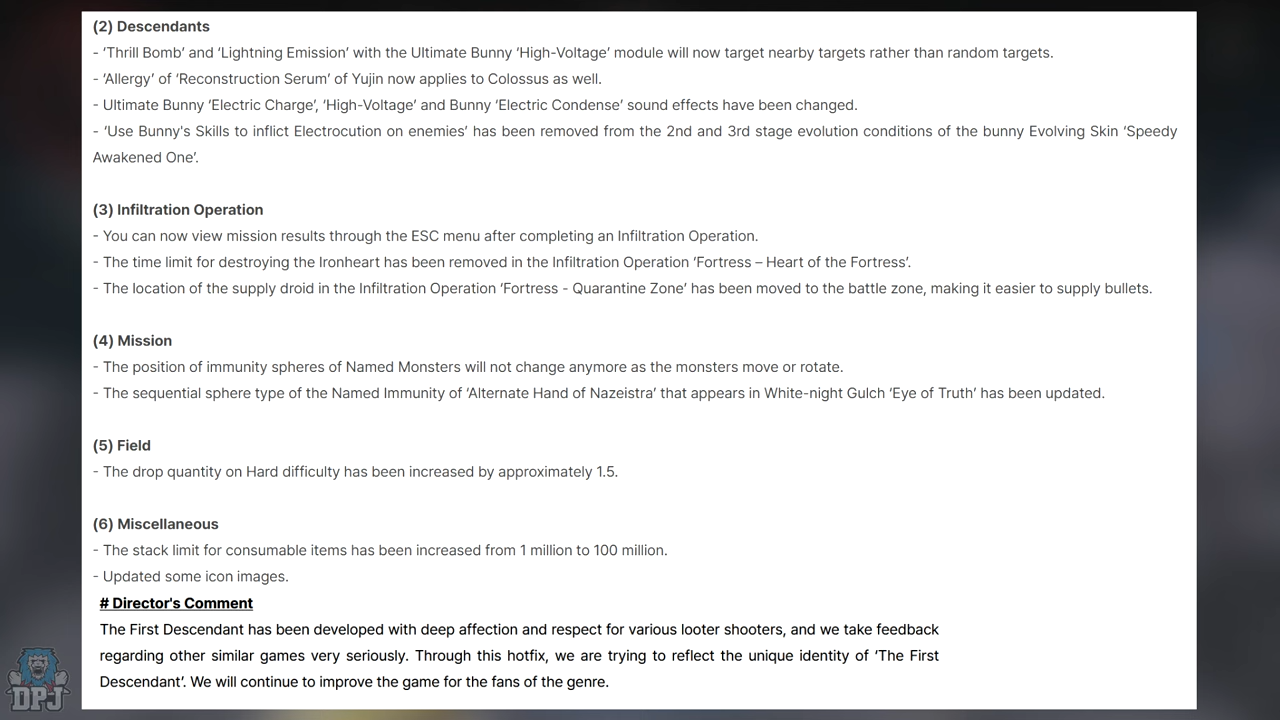 (2) Descendants
- ‘Thrill Bomb’ and ‘Lightning Emission’ with the Ultimate Bunny ‘High-Voltage’ module will now target nearby targets rather than random targets.
- ‘Allergy’ of ‘Reconstruction Serum’ of Yujin now applies to Colossus as well.
- Ultimate Bunny ‘Electric Charge’, ‘High-Voltage’ and Bunny ‘Electric Condense’ sound effects have been changed.
- ‘Use Bunny's Skills to inflict Electrocution on enemies’ has been removed from the 2nd and 3rd stage evolution conditions of the bunny Evolving Skin ‘Speedy
Awakened One’.
(3) Infiltration Operation
- You can now view mission results through the ESC menu after completing an Infiltration Operation.
- The time limit for destroying the Ironheart has been removed in the Infiltration Operation ‘Fortress – Heart of the Fortress’.
- The location of the supply droid in the Infiltration Operation ‘Fortress - Quarantine Zone’ has been moved to the battle zone, making it easier to supply bullets.
(4) Mission
- The position of immunity spheres of Named Monsters will not change anymore as the monsters move or rotate.
- The sequential sphere type of the Named Immunity of ‘Alternate Hand of Nazeistra’ that appears in White-night Gulch ‘Eye of Truth’ has been updated.
(5) Field
- The drop quantity on Hard difficulty has been increased by approximately 1.5.
(6) Miscellaneous
- The stack limit for consumable items has been increased from 1 million to 100 million.
- Updated some icon images.
# Director's Comment
The First Descendant has been developed with deep affection and respect for various looter shooters, and we take feedback
regarding other similar games very seriously. Through this hotfix, we are trying to reflect the unique identity of ‘The First
Descendant’. We will continue to improve the game for the fans of the genre.
DPJ